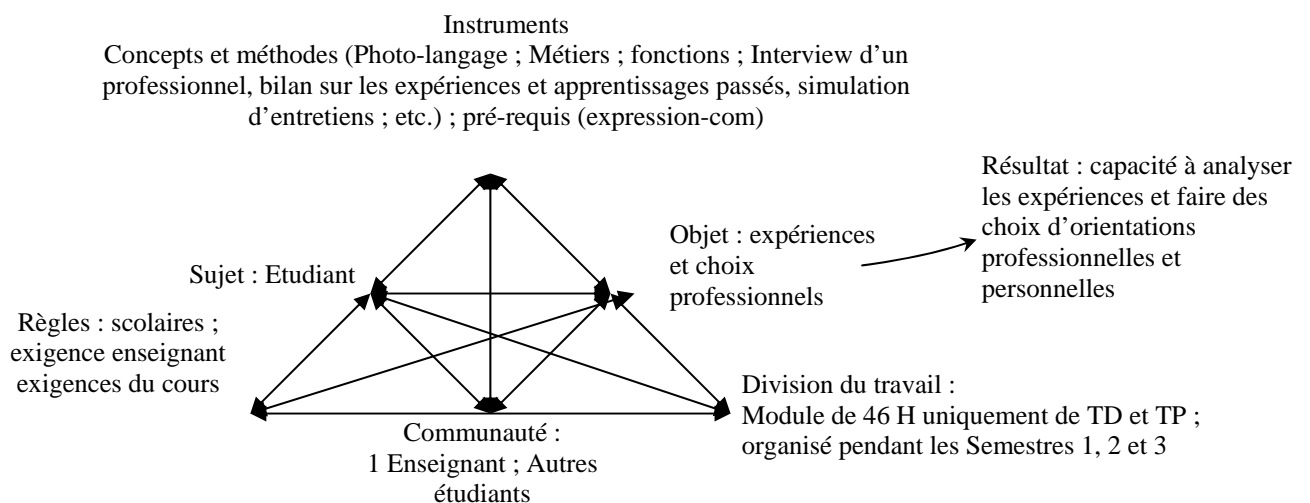 Instruments
Concepts et méthodes (Photo-langage ; Métiers ; fonctions ; Interview d’un
professionnel, bilan sur les expériences et apprentissages passés, simulation
d’entretiens ; etc.) ; pré-requis (expression-com)
Résultat : capacité à analyser
les expériences et faire des
choix d’orientations
professionnelles et
personnelles
Objet : expériences
et choix
professionnels
Sujet : Etudiant
Règles : scolaires ;
exigence enseignant
exigences du cours
Division du travail :
Module de 46 H uniquement de TD et TP ;
organisé pendant les Semestres 1, 2 et 3
Communauté :
1 Enseignant ; Autres
étudiants